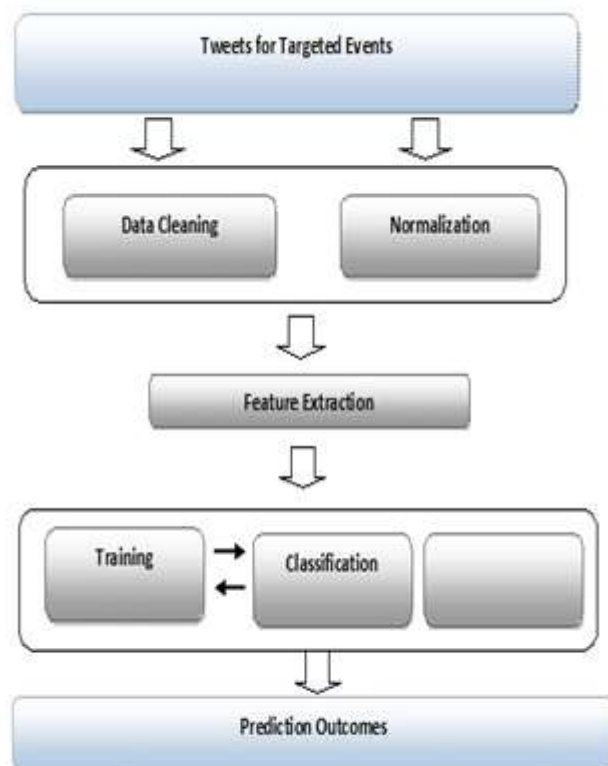 Tweets for Targeted Events
Data Cleaning
Normalization
Feature Extraction
Training
Classification
Prediction Outcomes